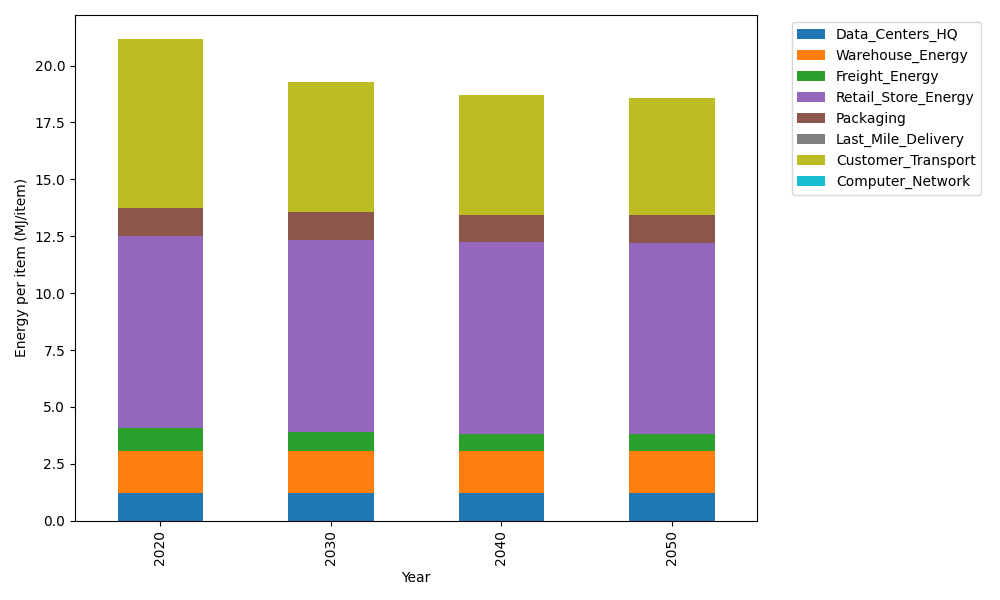 20.0
17.5
15.0
12.5
10.0
7.5
5.0
2.5
0.0
Energy per item (MJ/item)
2020
2030
2040
2050
Year
Data_Centers_HQ
Warehouse_Energy
Freight_Energy
Retail_Store_Energy
Packaging
Last_Mile_Delivery
Customer_Transport
Computer_Network